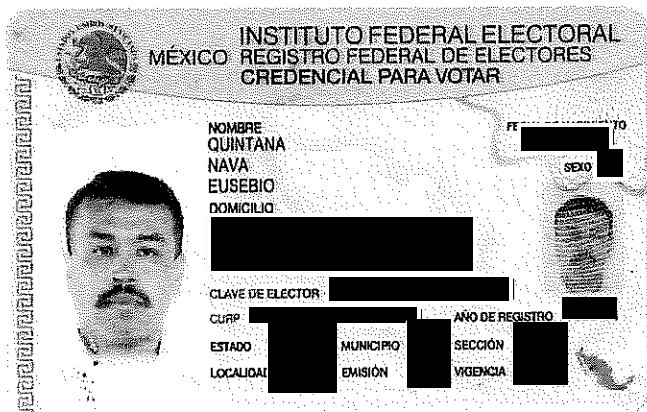 INSTITUTO FEDERAL ELECTORAL
MÉXICO REGISTRO FEDERAL DE ELECTORES
CREDENCIAL PARA VOTAR
NOMBRE
QUINTANA
NAVA
EUSEBIO
SEXO
DOMICILIO
CLAVE DE ELECTOR
CURP AÑO DE REGISTRO
ESTADO MUNICIPIO SECCIÓN
LOCALIDAD EMISIÓN VIGENCIA